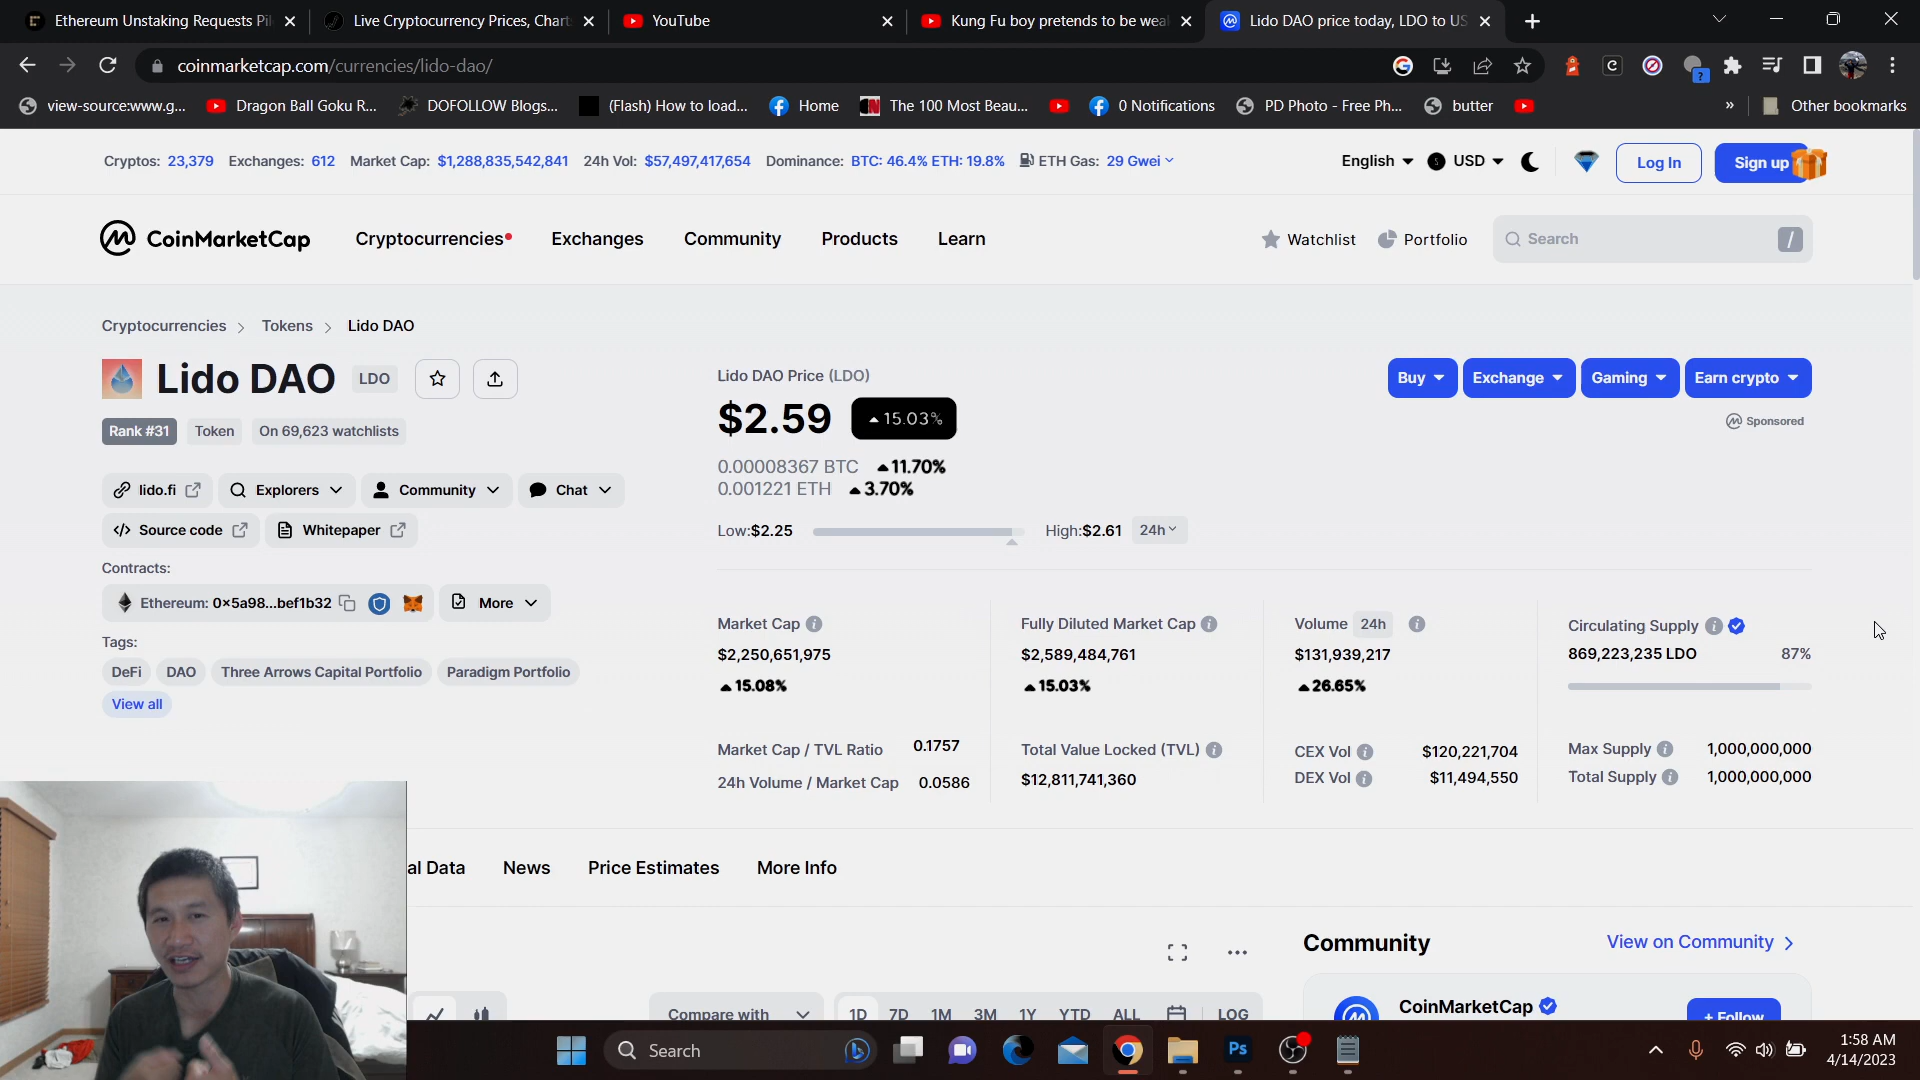 Ethereum Unstaking Requests Pil
Live Cryptocurrency Prices, Chart
YouTube
Kung Fu boy pretends to be weak
Lido DAO price today, LDO to US
coinmarketcap.com/currencies/lido-dao/
view-source:www.g...
Dragon Ball Goku R...
DOFOLLOW Blogs...
(Flash) How to load...
Home
The 100 Most Beau...
0 Notifications
PD Photo - Free Ph...
butter
»
Other bookmarks
Cryptos: 23,379 Exchanges: 612 Market Cap: $1,288,835,542,841 24h Vol: $57,497,417,654 Dominance: BTC: 46.4% ETH: 19.8% ETH Gas: 29 Gwei
English
USD
Log In
Sign up
CoinMarketCap
Cryptocurrencies
Exchanges
Community
Products
Learn
Watchlist
Portfolio
Search
/
Cryptocurrencies > Tokens > Lido DAO
Lido DAO LDO
Rank #31
Token
On 69,623 watchlists
lido.fi
Explorers
Community
Chat
Source code
Whitepaper
Contracts:
Ethereum: 0x5a98...bef1b32
More
Tags:
DeFi
DAO
Three Arrows Capital Portfolio
Paradigm Portfolio
View all
Lido DAO Price (LDO)
$2.59 15.03%
0.00008367 BTC 11.70%
0.001221 ETH 3.70%
Low:$2.25
High:$2.61
24h
Buy
Exchange
Gaming
Earn crypto
Sponsored
Market Cap
$2,250,651,975
15.08%
Fully Diluted Market Cap
$2,589,484,761
15.03%
Volume 24h
$131,939,217
26.65%
Circulating Supply
869,223,235 LDO 87%
Market Cap / TVL Ratio 0.1757
24h Volume / Market Cap 0.0586
Total Value Locked (TVL)
$12,811,741,360
CEX Vol $120,221,704
DEX Vol $11,494,550
Max Supply 1,000,000,000
Total Supply 1,000,000,000
al Data
News
Price Estimates
More Info
Compare with
1D 7D 1M 3M 1Y YTD ALL LOG
Community
View on Community
CoinMarketCap
+ Follow
Search
Ps
1:58 AM
4/14/2023